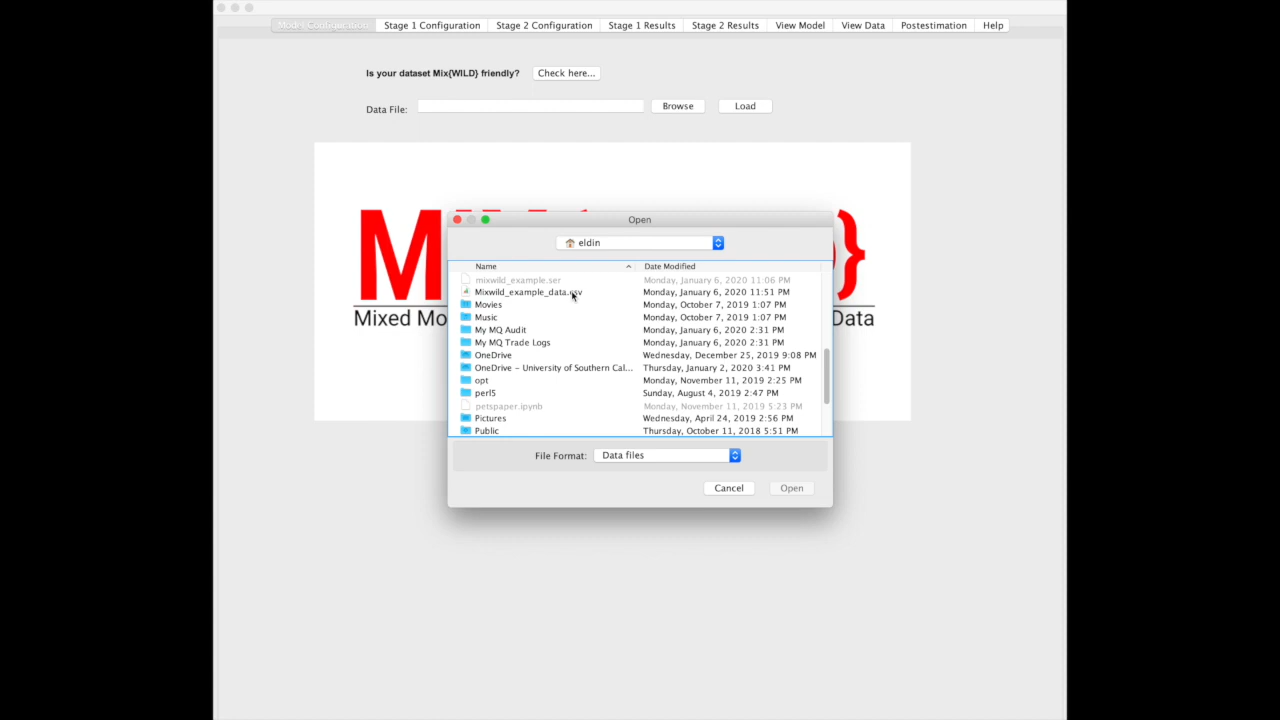 Model Configuration Stage 1 Configuration Stage 2 Configuration Stage 1 Results Stage 2 Results View Model View Data Postestimation Help
Is your dataset Mix{WILD} friendly? Check here...
Data File: Browse Load
Open
eldin
Name Date Modified
mixwild_example.ser Monday, January 6, 2020 11:06 PM
Mixwild_example_data.csv Monday, January 6, 2020 11:51 PM
Movies Monday, October 7, 2019 1:07 PM
Music Monday, October 7, 2019 1:07 PM
My MQ Audit Monday, January 6, 2020 2:31 PM
My MQ Trade Logs Monday, January 6, 2020 2:31 PM
OneDrive Wednesday, December 25, 2019 9:08 PM
OneDrive – University of Southern Cal... Thursday, January 2, 2020 3:41 PM
opt Monday, November 11, 2019 2:25 PM
perl5 Sunday, August 4, 2019 2:47 PM
petspaper.ipynb Monday, November 11, 2019 5:23 PM
Pictures Wednesday, April 24, 2019 2:56 PM
Public Thursday, October 11, 2018 5:51 PM
Mixed Mo Data
File Format: Data files
Cancel Open